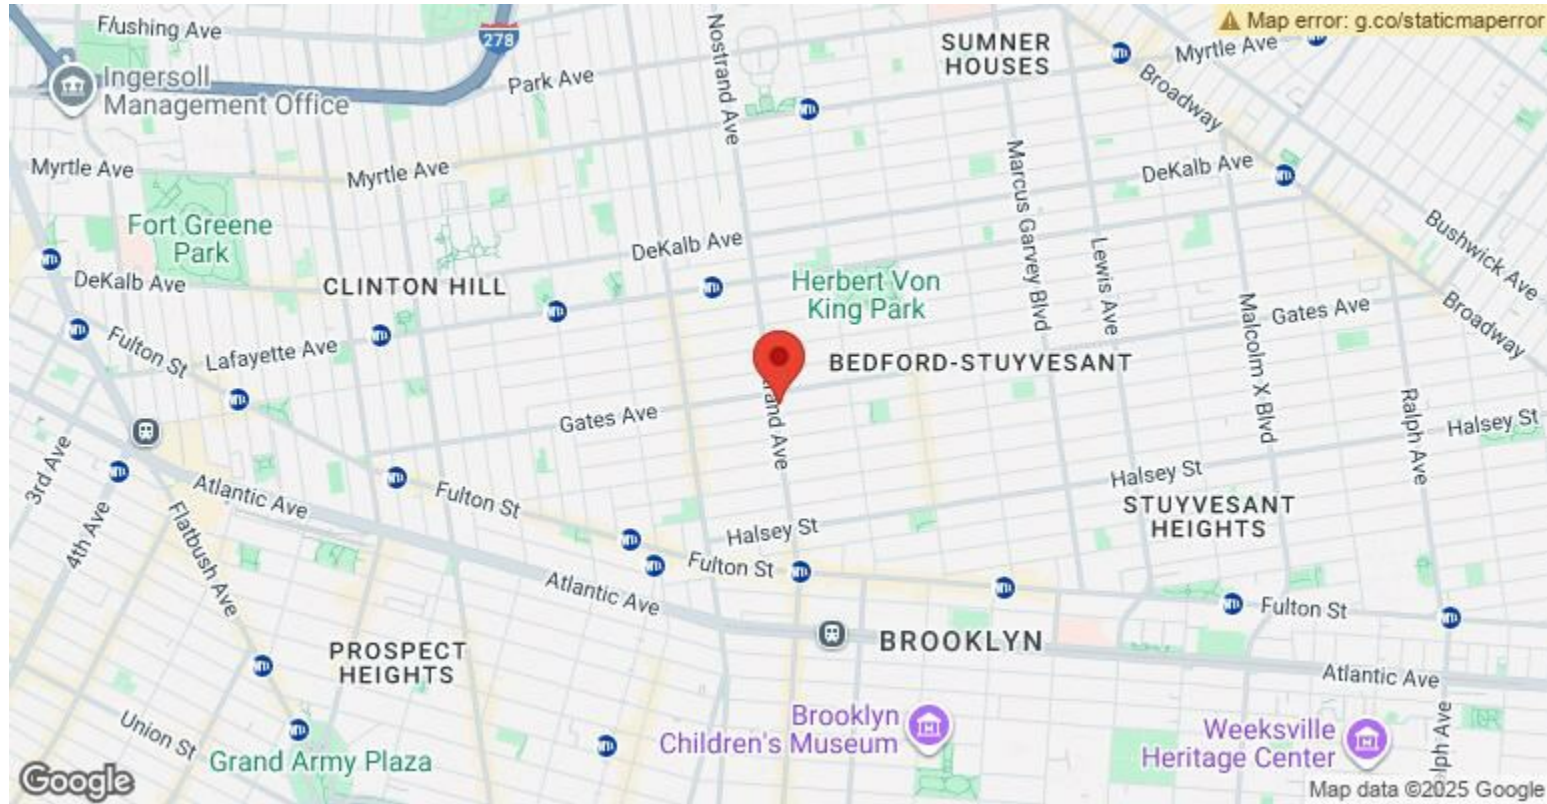 Map error: g.co/staticmaperror
Flushing Ave
278
Nostrand Ave
SUMNER
HOUSES
Myrtle Ave
Ingersoll
Management Office
Park Ave
Broadway
Myrtle Ave
Myrtle Ave
Marcus Garvey Blvd
DeKalb Ave
Fort Greene
Park
DeKalb Ave
Lewis Ave
Bushwick Ave
DeKalb Ave
CLINTON HILL
Herbert Von
King Park
Malcolm X Blvd
Gates Ave
Broadway
Fulton St
Lafayette Ave
BEDFORD-STUYVESANT
Gates Ave
rand Ave
Ralph Ave
Halsey St
3rd Ave
Halsey St
Atlantic Ave
Fulton St
STUYVESANT
HEIGHTS
4th Ave
Flatbush Ave
Halsey St
Fulton St
Atlantic Ave
Fulton St
BROOKLYN
PROSPECT
HEIGHTS
Atlantic Ave
Union St
Brooklyn
Children's Museum
Weeksville
Heritage Center
lph Ave
Grand Army Plaza
Google
Map data ©2025 Google